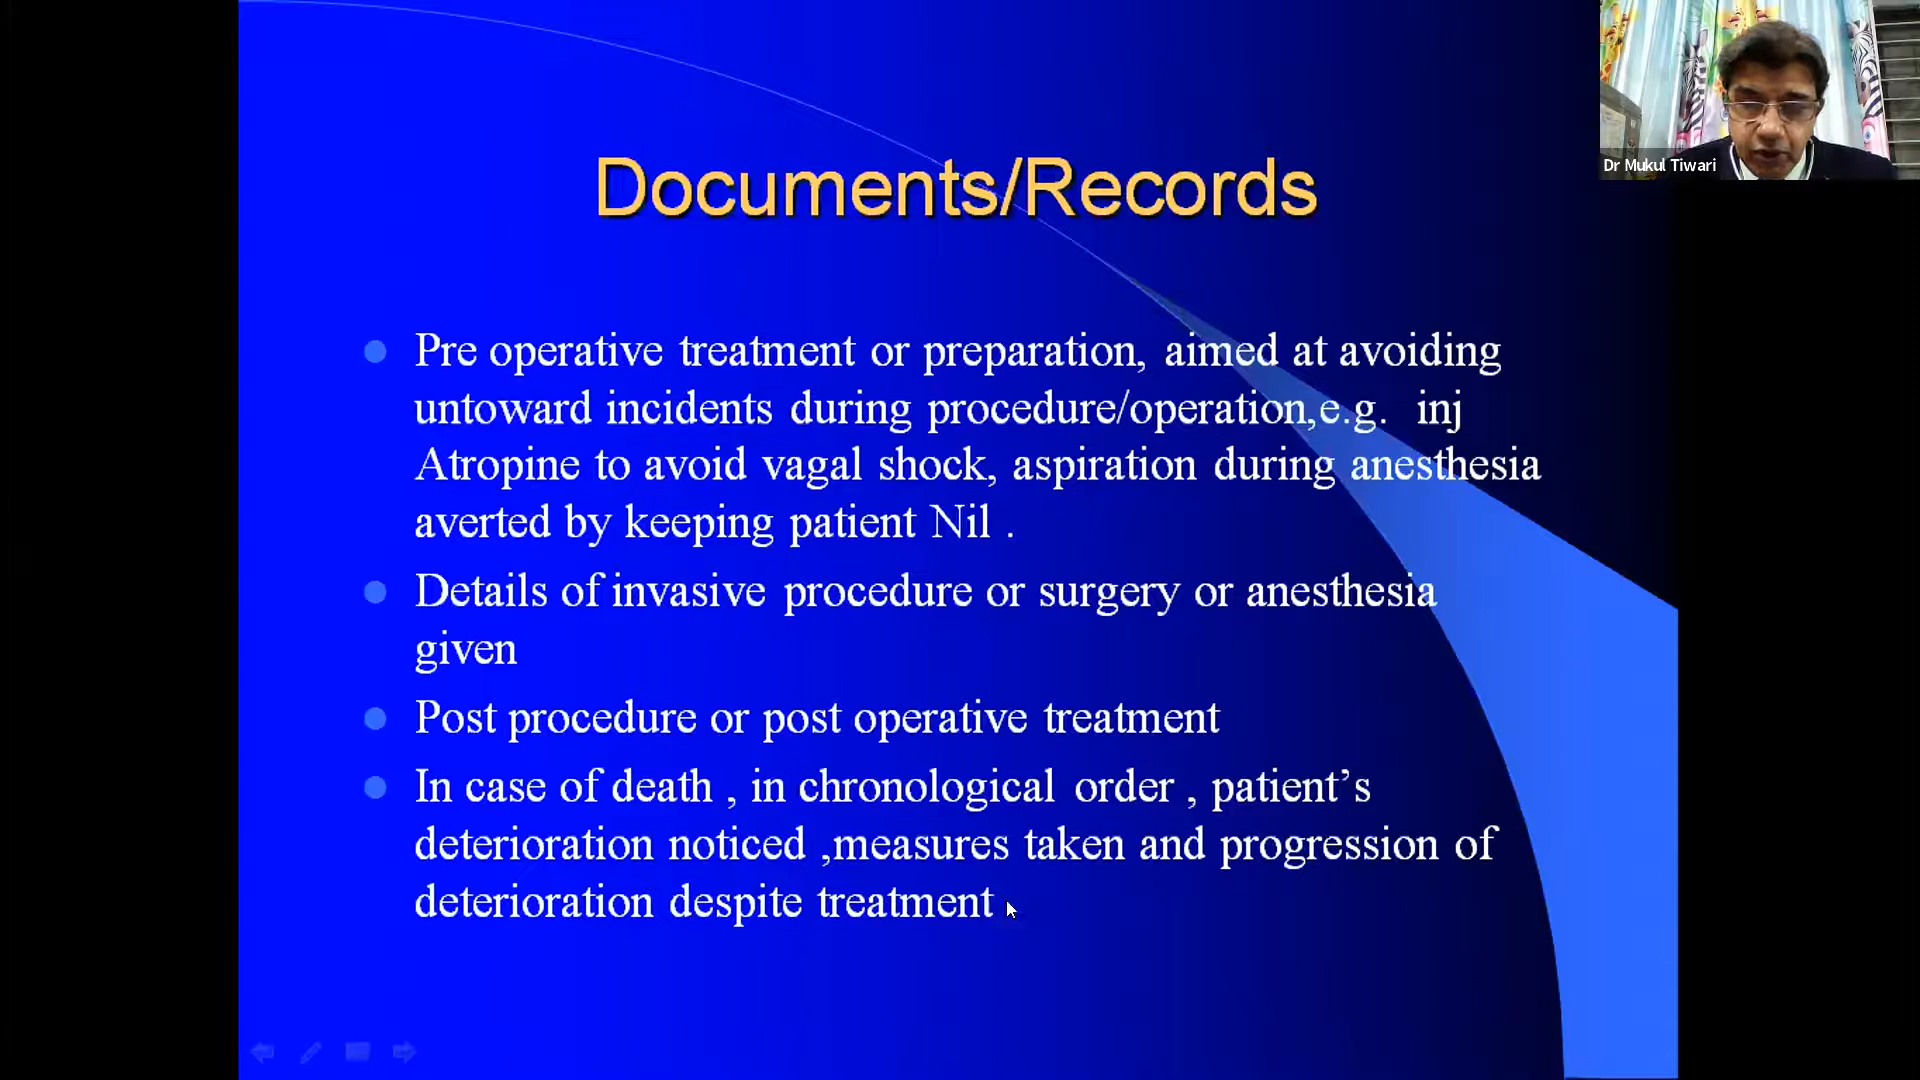 Documents/Records
Dr Mukul Tiwari
Pre operative treatment or preparation, aimed at avoiding
untoward incidents during procedure/operation,e.g. inj
Atropine to avoid vagal shock, aspiration during anesthesia
averted by keeping patient Nil .
Details of invasive procedure or surgery or anesthesia
given
Post procedure or post operative treatment
In case of death , in chronological order , patient’s
deterioration noticed ,measures taken and progression of
deterioration despite treatment